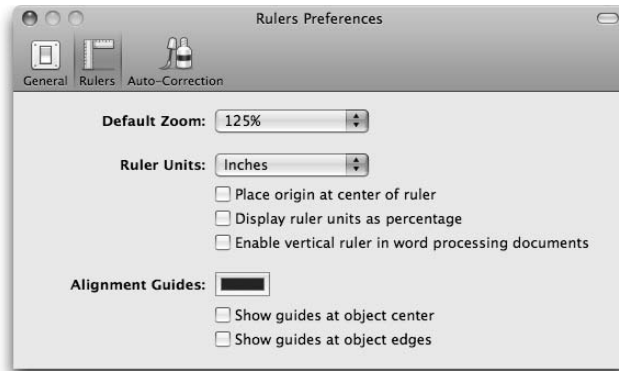 Rulers Preferences
General Rulers Auto-Correction
Default Zoom: 125%
Ruler Units: Inches
Place origin at center of ruler
Display ruler units as percentage
Enable vertical ruler in word processing documents
Alignment Guides:
Show guides at object center
Show guides at object edges